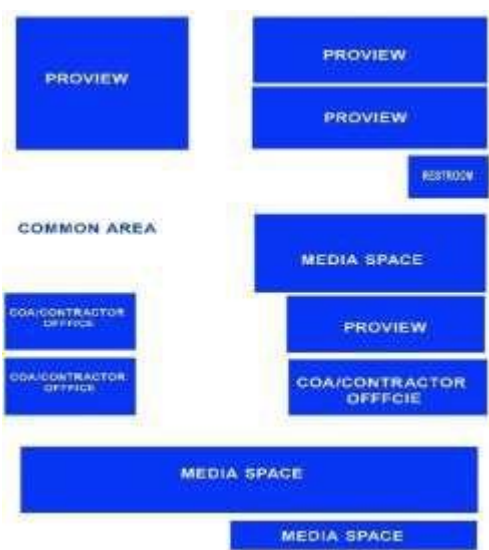 PROVIEW
PROVIEW
PROVIEW
RESTROOM
COMMON AREA
MEDIA SPACE
COA/CONTRACTOR
OFFFICE
PROVIEW
COA/CONTRACTOR
OFFFICE
COA/CONTRACTOR
OFFFCIE
MEDIA SPACE
MEDIA SPACE